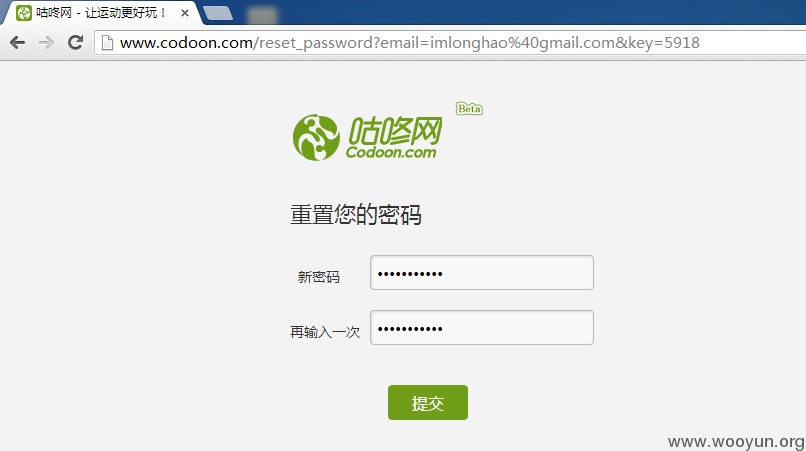 咕咚网 - 让运动更好玩！
www.codoon.com/reset_password?email=imlonghao%40gmail.com&key=5918
咕咚网
Beta
Codoon.com
重置您的密码
新密码
再输入一次
提交
www.wooyun.org